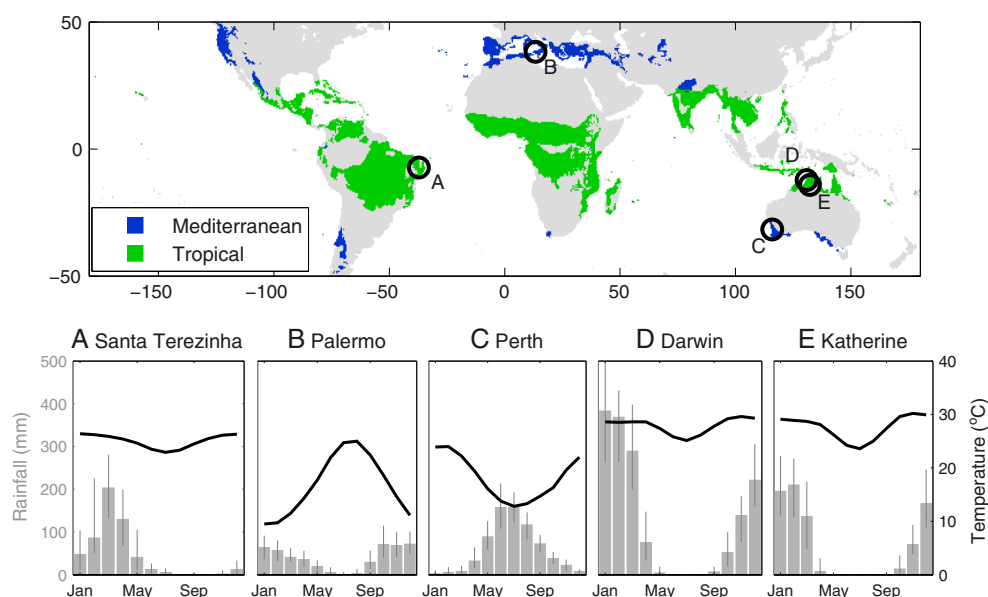 50
0
−50
A
B
C
D
E
Mediterranean
Tropical
−150 −100 −50 0 50 100 150
A Santa Terezinha
B Palermo
C Perth
D Darwin
E Katherine
Rainfall (mm)
500
400
300
200
100
0
40
30
20
10
0
Temperature (°C)
Jan May Sep
Jan May Sep
Jan May Sep
Jan May Sep
Jan May Sep